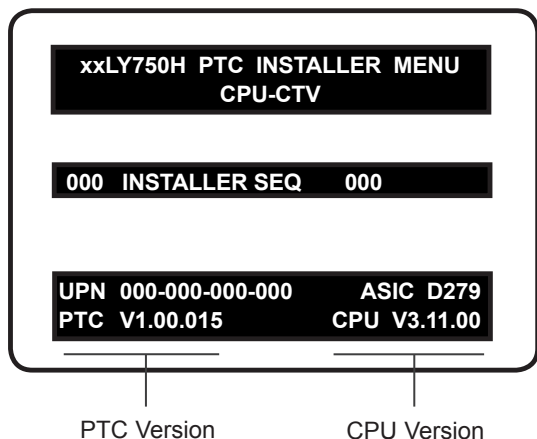 xxLY750H PTC INSTALLER MENU
CPU-CTV
000 INSTALLER SEQ 000
UPN 000-000-000-000 ASIC D279
PTC V1.00.015 CPU V3.11.00
PTC Version CPU Version